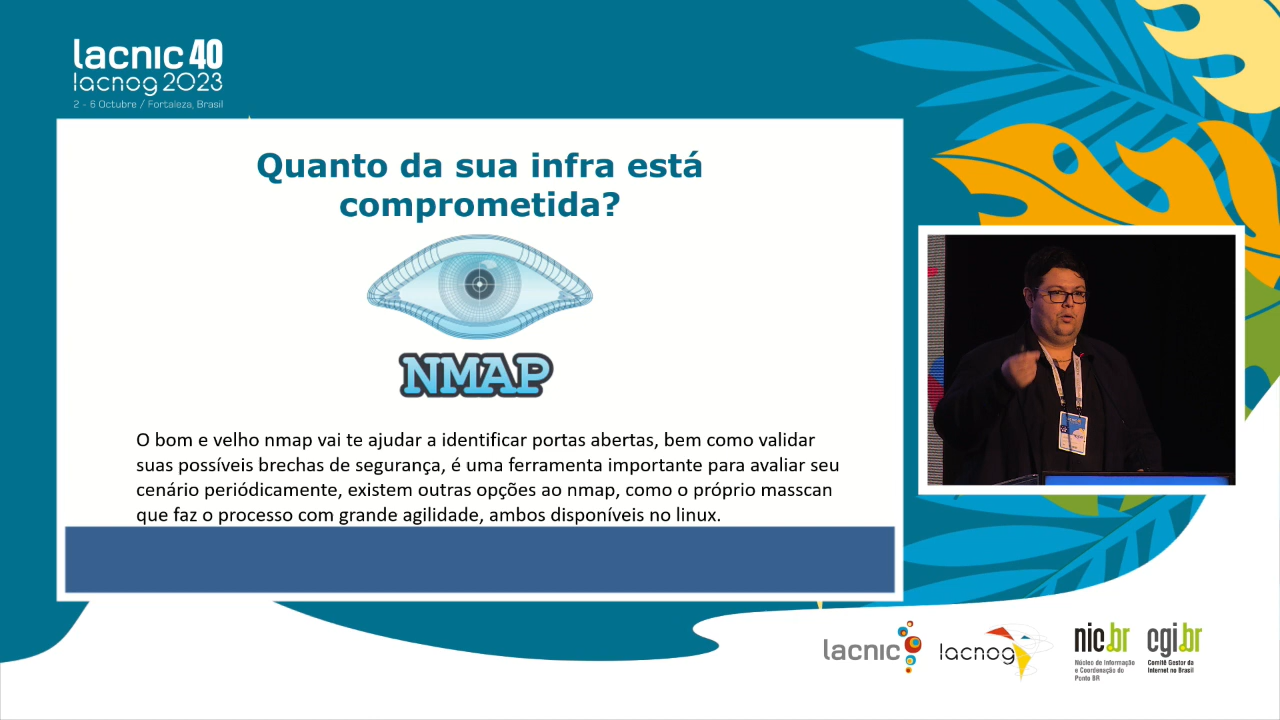 lacnic 40
lacnog 2023
2 - 6 Octubre / Fortaleza, Brasil
Quanto da sua infra está
comprometida?
NMAP
O bom e velho nmap vai te ajudar a identificar portas abertas, bem como validar
suas possíveis brechas de segurança, é uma ferramenta importante para avaliar seu
cenário periodicamente, existem outras opções ao nmap, como o próprio masscan
que faz o processo com grande agilidade, ambos disponíveis no linux.
lacnic
lacnog
nic.br
Núcleo de Informação
e Coordenação do
Ponto BR
cgi.br
Comitê Gestor da
Internet no Brasil